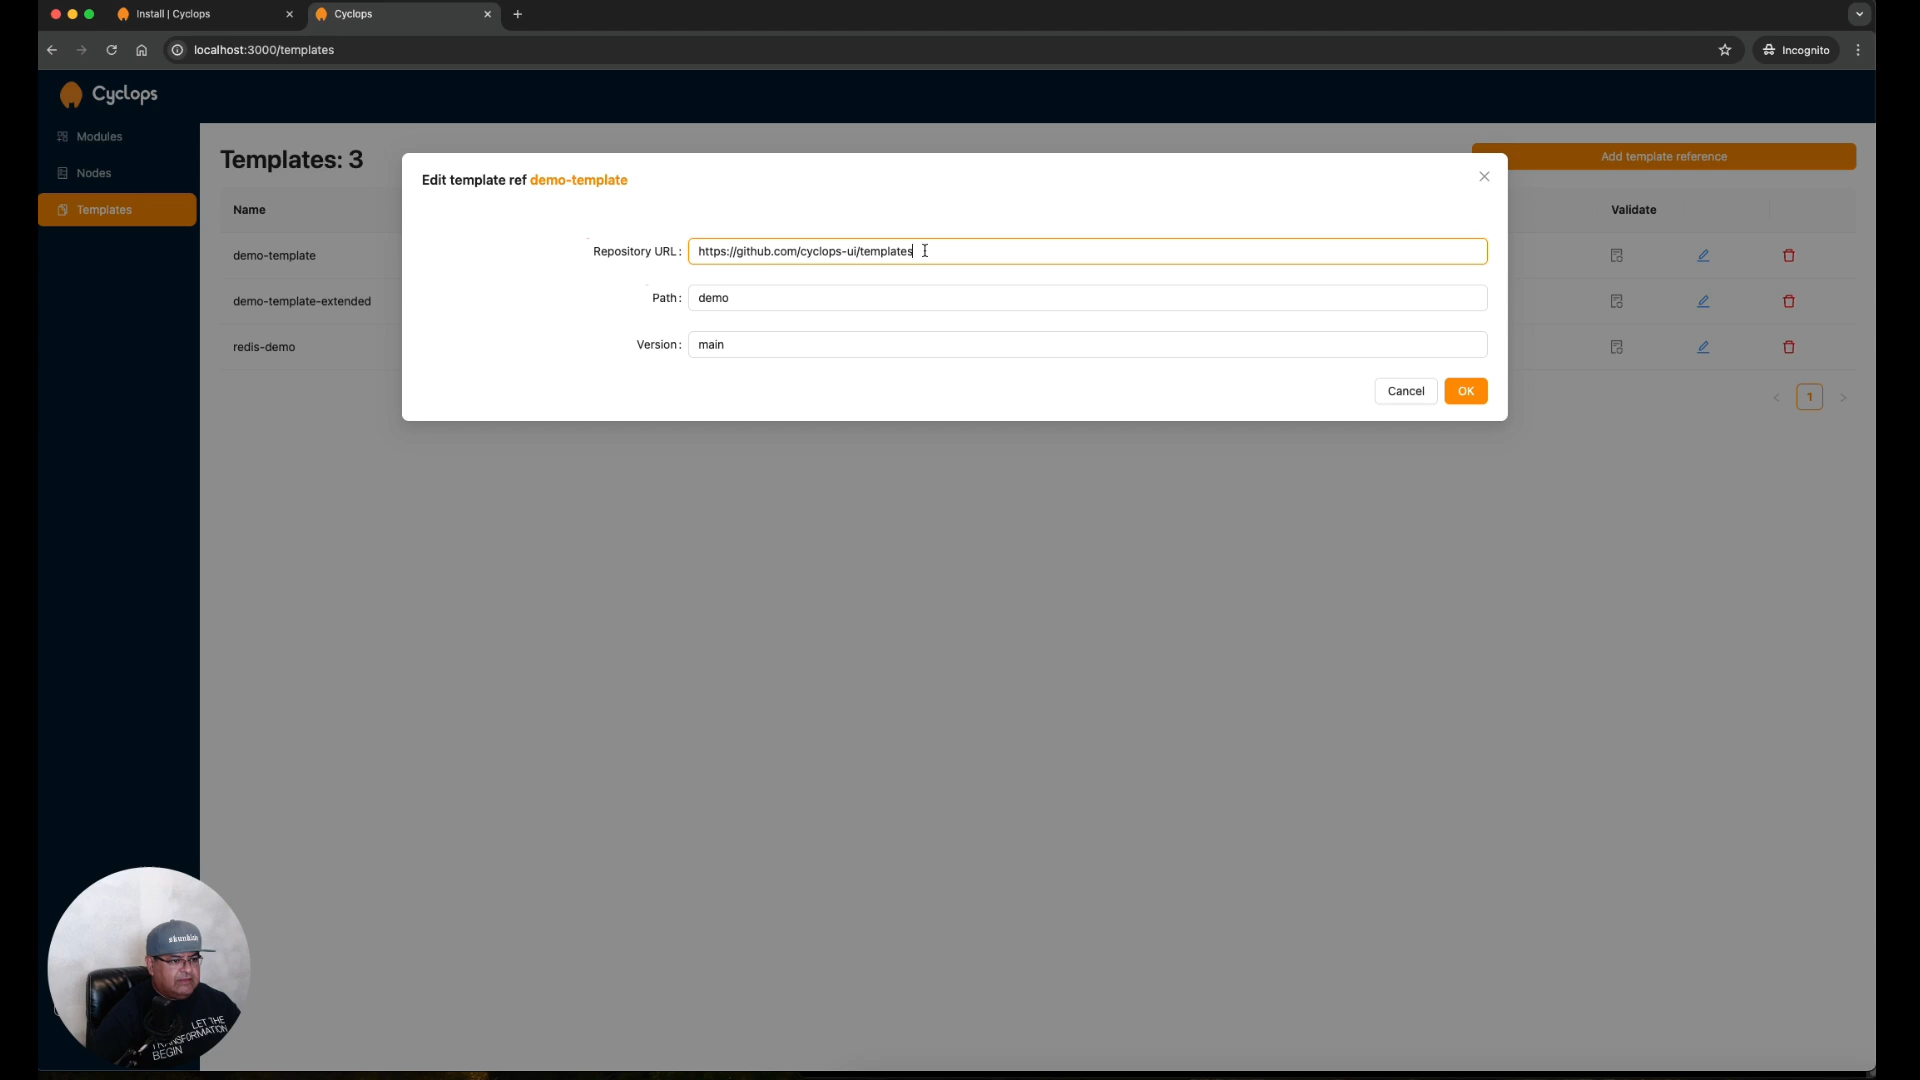 Install | Cyclops
Cyclops
localhost:3000/templates
Incognito
Cyclops
Modules
Nodes
Templates
Templates: 3
Add template reference
Name
Validate
demo-template
demo-template-extended
redis-demo
1
Edit template ref demo-template
Repository URL :
https://github.com/cyclops-ui/templates
Path :
demo
Version :
main
Cancel
OK
skunkist
LET THE
TRANSFORMATION
BEGIN